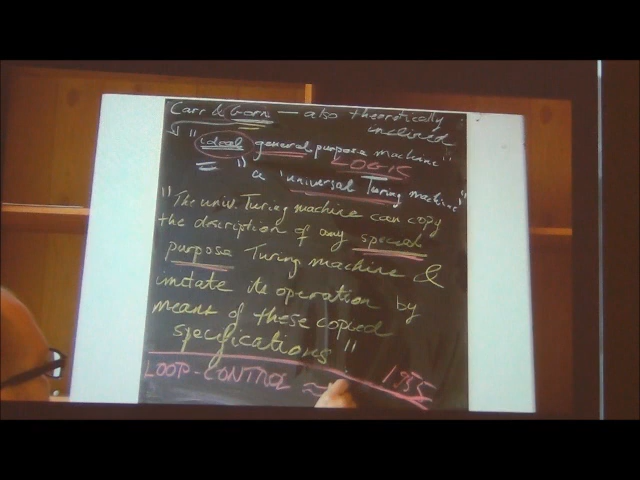 Carr & Gorn — also theoretically
inclined
"ideal" general purpose machine"
= LOGIC
a universal Turing machine"
"The univ. Turing machine can copy
the description of any special
purpose Turing machine &
imitate its operation by
means of these copied
specifications"
LOOP-CONTROL ≈ 1955